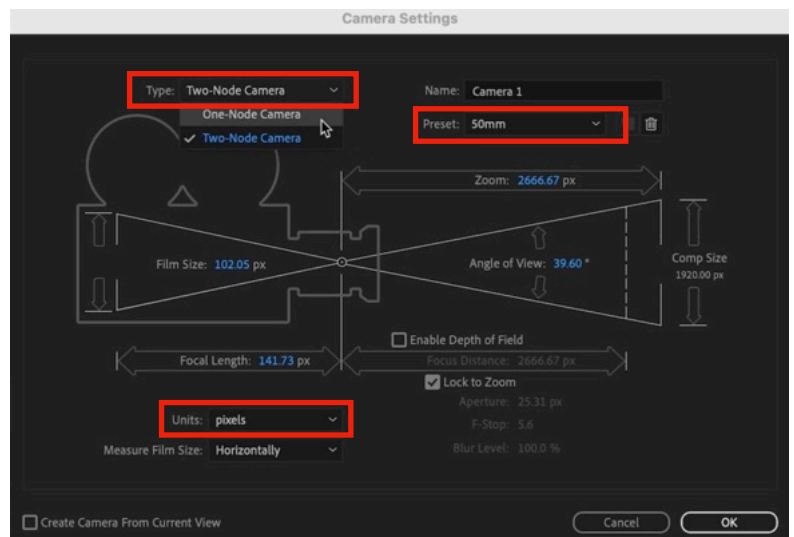 Camera Settings
Type: Two-Node Camera
Name: Camera 1
One-Node Camera
Preset: 50mm
Two-Node Camera
Zoom: 2666.67 px
Film Size: 102.05 px
Angle of View: 39.60 °
Comp Size
1920.00 px
Enable Depth of Field
Focal Length: 141.73 px
Focus Distance: 2666.67 px
Lock to Zoom
Aperture: 25.31 px
Units: pixels
F-Stop: 5.6
Measure Film Size: Horizontally
Blur Level: 100.0 %
Create Camera From Current View
Cancel
OK